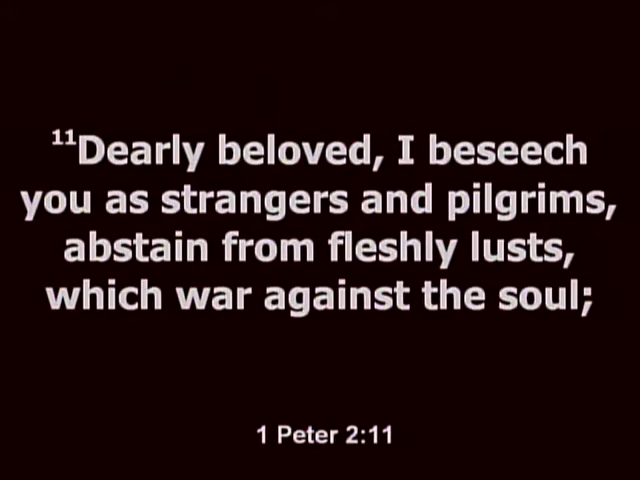 ¹¹Dearly beloved, I beseech
you as strangers and pilgrims,
abstain from fleshly lusts,
which war against the soul;
1 Peter 2:11